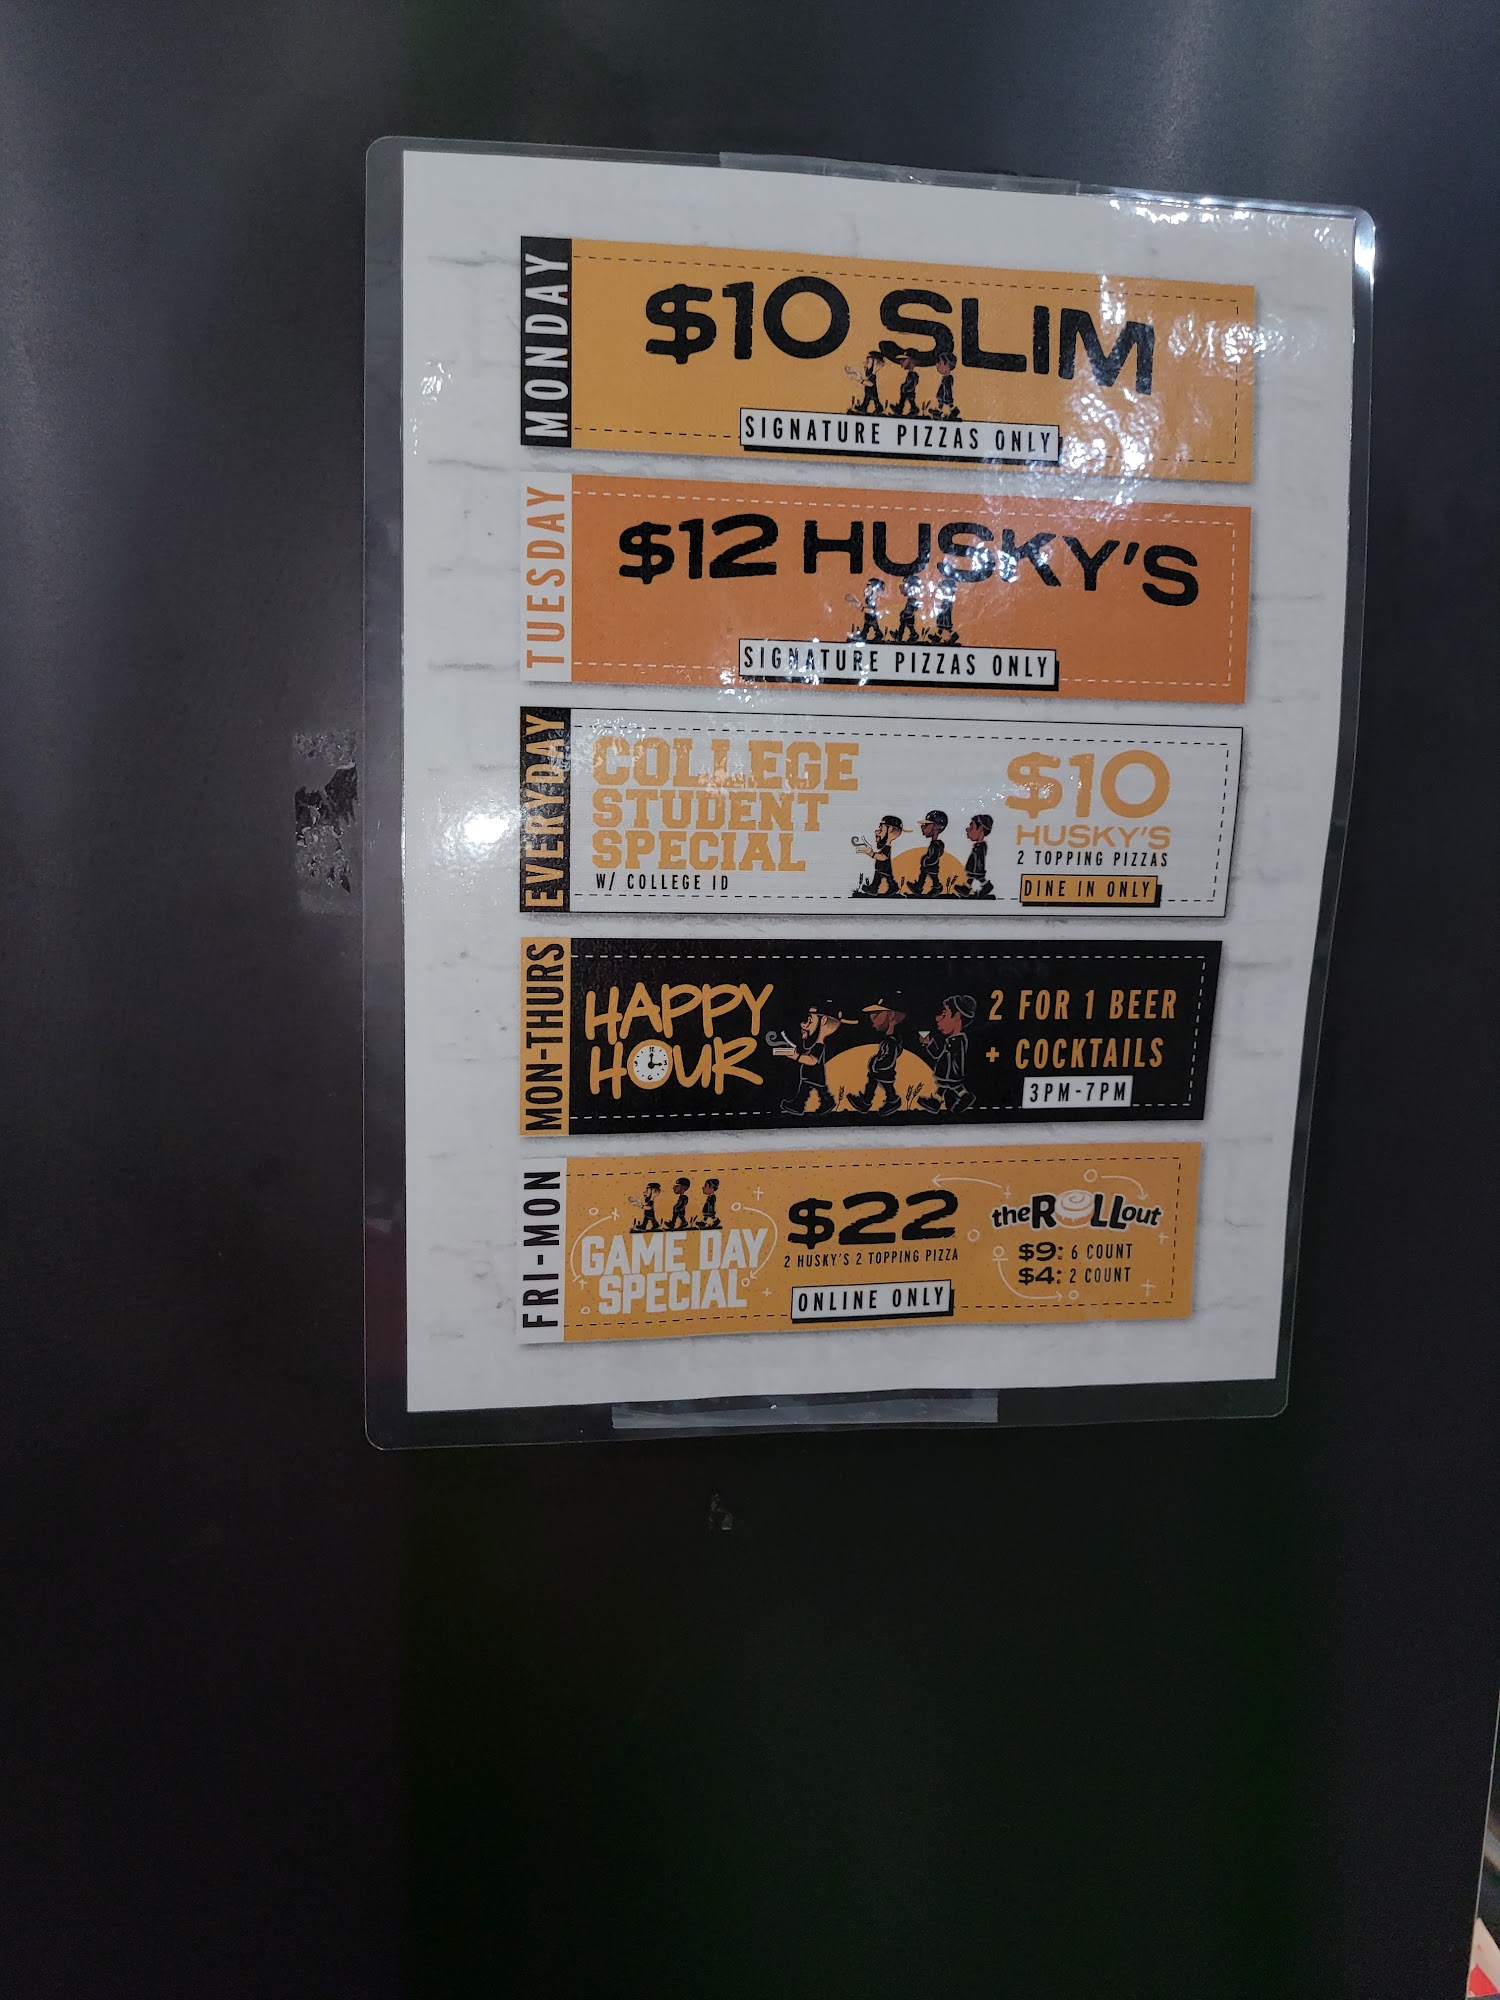 MONDAY
$10 SLIM
SIGNATURE PIZZAS ONLY
TUESDAY
$12 HUSKY'S
SIGNATURE PIZZAS ONLY
EVERYDAY
COLLEGE
STUDENT
SPECIAL
W/ COLLEGE ID
$10
HUSKY'S
2 TOPPING PIZZAS
DINE IN ONLY
MON-THURS
HAPPY
HOUR
2 FOR 1 BEER
+ COCKTAILS
3PM-7PM
FRI-MON
GAME DAY
SPECIAL
$22
2 HUSKY'S 2 TOPPING PIZZA
ONLINE ONLY
the ROLLout
$9: 6 COUNT
$4: 2 COUNT